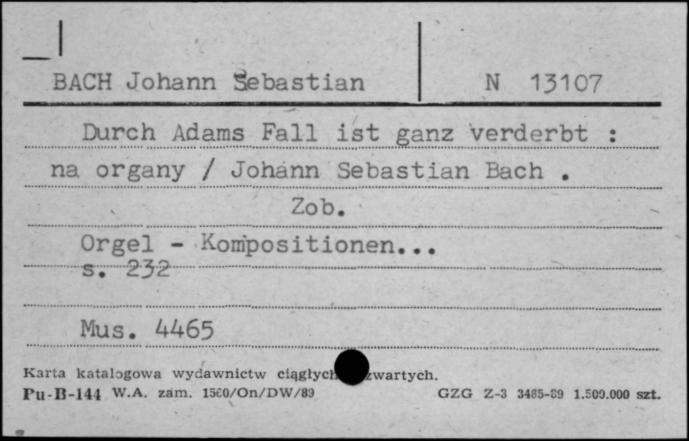 BACH Johann Sebastian N 13107
Durch Adams Fall ist ganz verderbt :
na organy / Johann Sebastian Bach .
Zob.
Orgel - Kompositionen...
s. 232
Mus. 4465
Karta katalogowa wydawnictw ciągłych zwartych.
Pu-B-144 W.A. zam. 1560/On/DW/89 GZG Z-3 3485-89 1.500.000 szt.